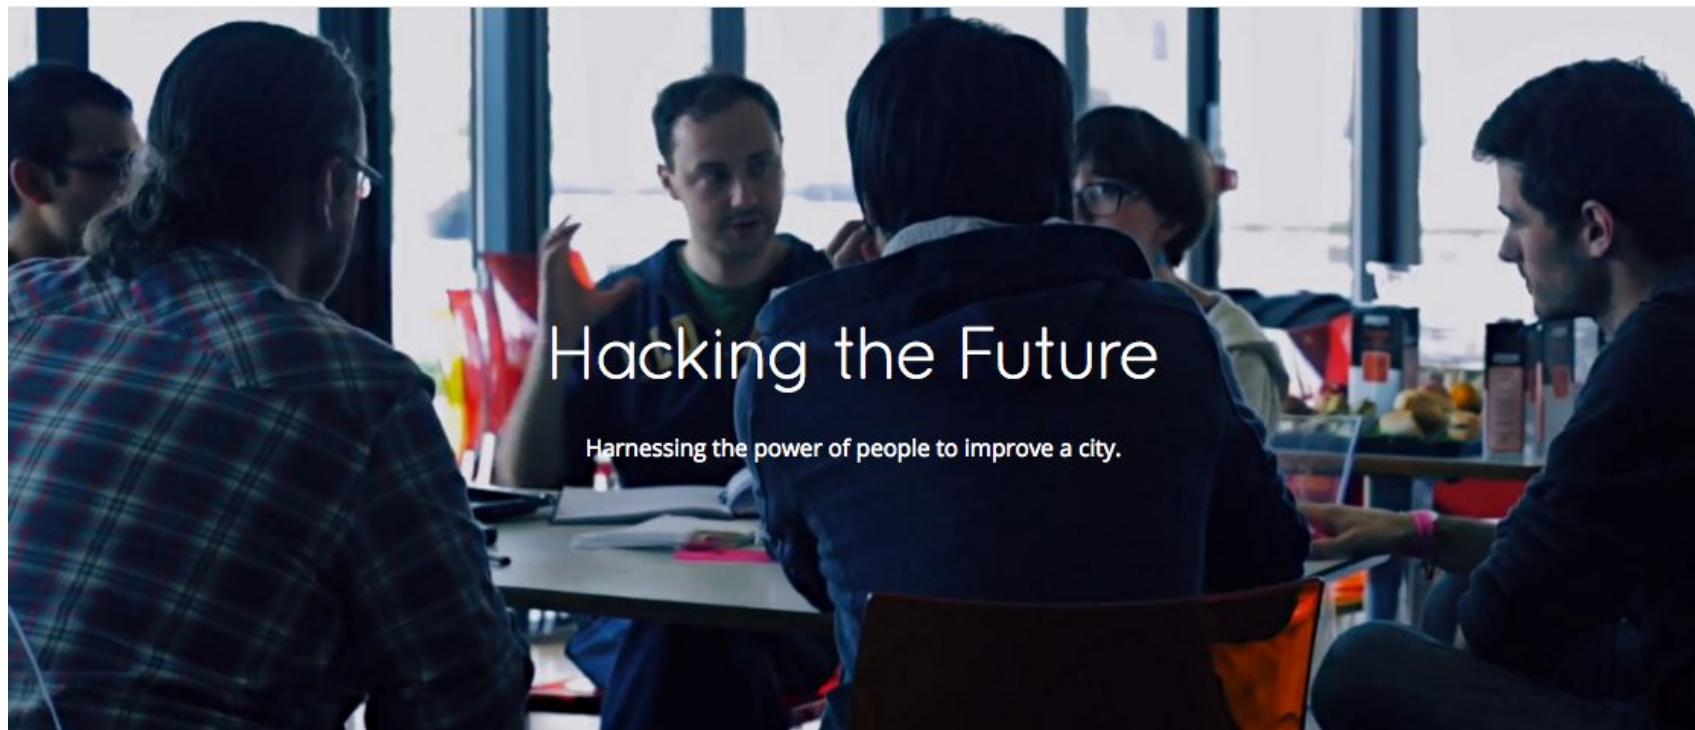 Hacking the Future
Harnessing the power of people to improve a city.